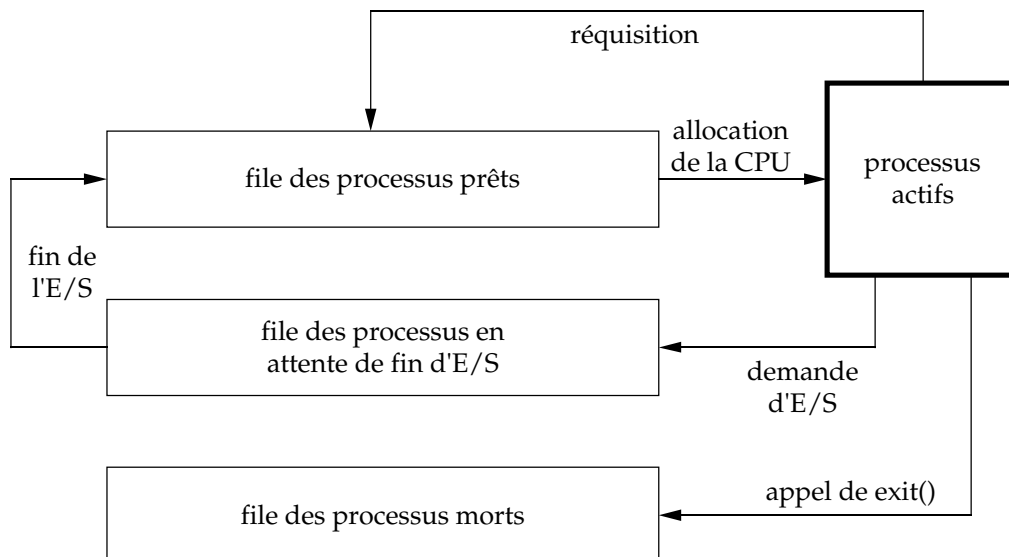 réquisition
allocation
de la CPU
processus
actifs
file des processus prêts
fin de
l'E/S
file des processus en
attente de fin d'E/S
demande
d'E/S
appel de exit()
file des processus morts